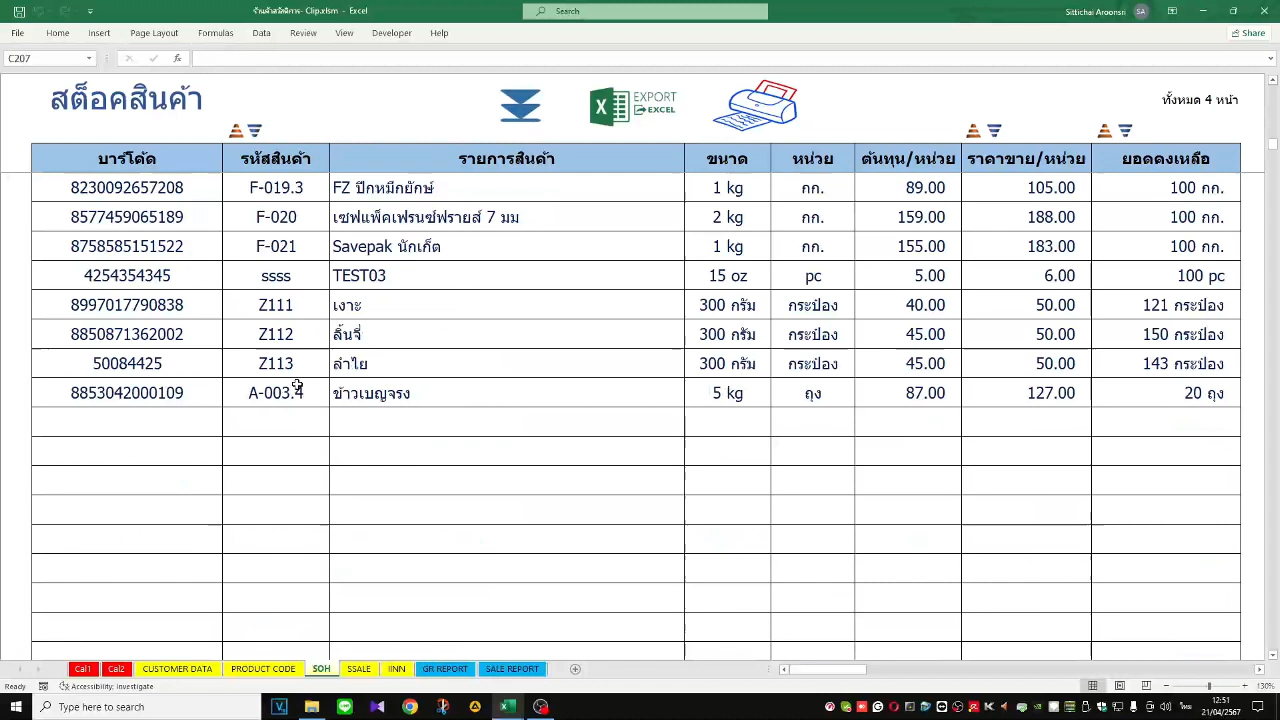 ร้านค้าสวัสดิการ- Clip.xlsm - Excel
Search
Sittichai Aroonsri
SA
File Home Insert Page Layout Formulas Data Review View Developer Help
Share
C207
fx
สต็อคสินค้า
EXPORT
EXCEL
ทั้งหมด 4 หน้า
บาร์โค้ด รหัสสินค้า รายการสินค้า ขนาด หน่วย ต้นทุน/หน่วย ราคาขาย/หน่วย ยอดคงเหลือ
8230092657208 F-019.3 FZ ปีกหมึกยักษ์ 1 kg กก. 89.00 105.00 100 กก.
8577459065189 F-020 เซฟแพ็คเฟรนซ์ฟรายส์ 7 มม 2 kg กก. 159.00 188.00 100 กก.
8758585151522 F-021 Savepak นักเก็ต 1 kg กก. 155.00 183.00 100 กก.
4254354345 ssss TEST03 15 oz pc 5.00 6.00 100 pc
8997017790838 Z111 เงาะ 300 กรัม กระป๋อง 40.00 50.00 121 กระป๋อง
8850871362002 Z112 ลิ้นจี่ 300 กรัม กระป๋อง 45.00 50.00 150 กระป๋อง
50084425 Z113 ลำไย 300 กรัม กระป๋อง 45.00 50.00 143 กระป๋อง
8853042000109 A-003.4 ข้าวเบญจรง 5 kg ถุง 87.00 127.00 20 ถุง
Cal1 Cal2 CUSTOMER DATA PRODUCT CODE SOH SSALE IINN GR REPORT SALE REPORT
Ready Accessibility: Investigate 130%
Type here to search
12:51
21/04/2567